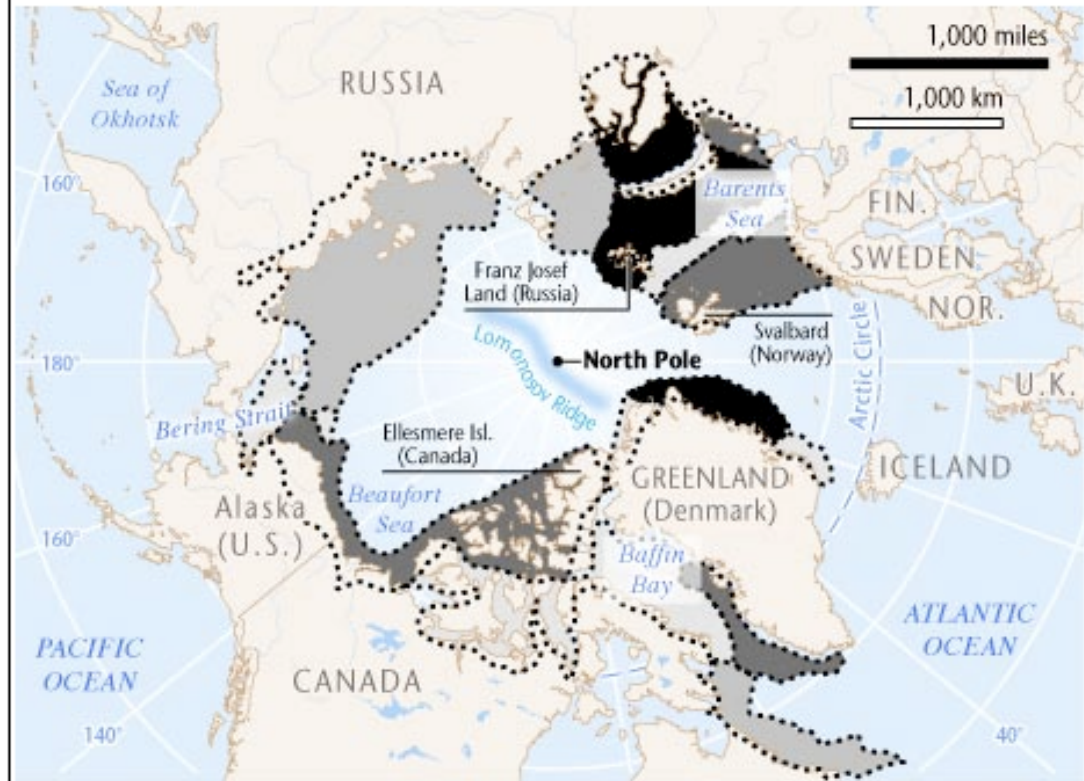 1,000 miles
1,000 km
RUSSIA
Sea of
Okhotsk
160°
Barents
Sea
FIN.
SWEDEN
NOR.
Franz Josef
Land (Russia)
Svalbard
(Norway)
Arctic Circle
180°
Lomonosov Ridge
North Pole
U.K.
Bering Strait
Ellesmere Isl.
(Canada)
GREENLAND
(Denmark)
ICELAND
Alaska
(U.S.)
Beaufort
Sea
160°
Baffin
Bay
PACIFIC
OCEAN
CANADA
ATLANTIC
OCEAN
140°
40°